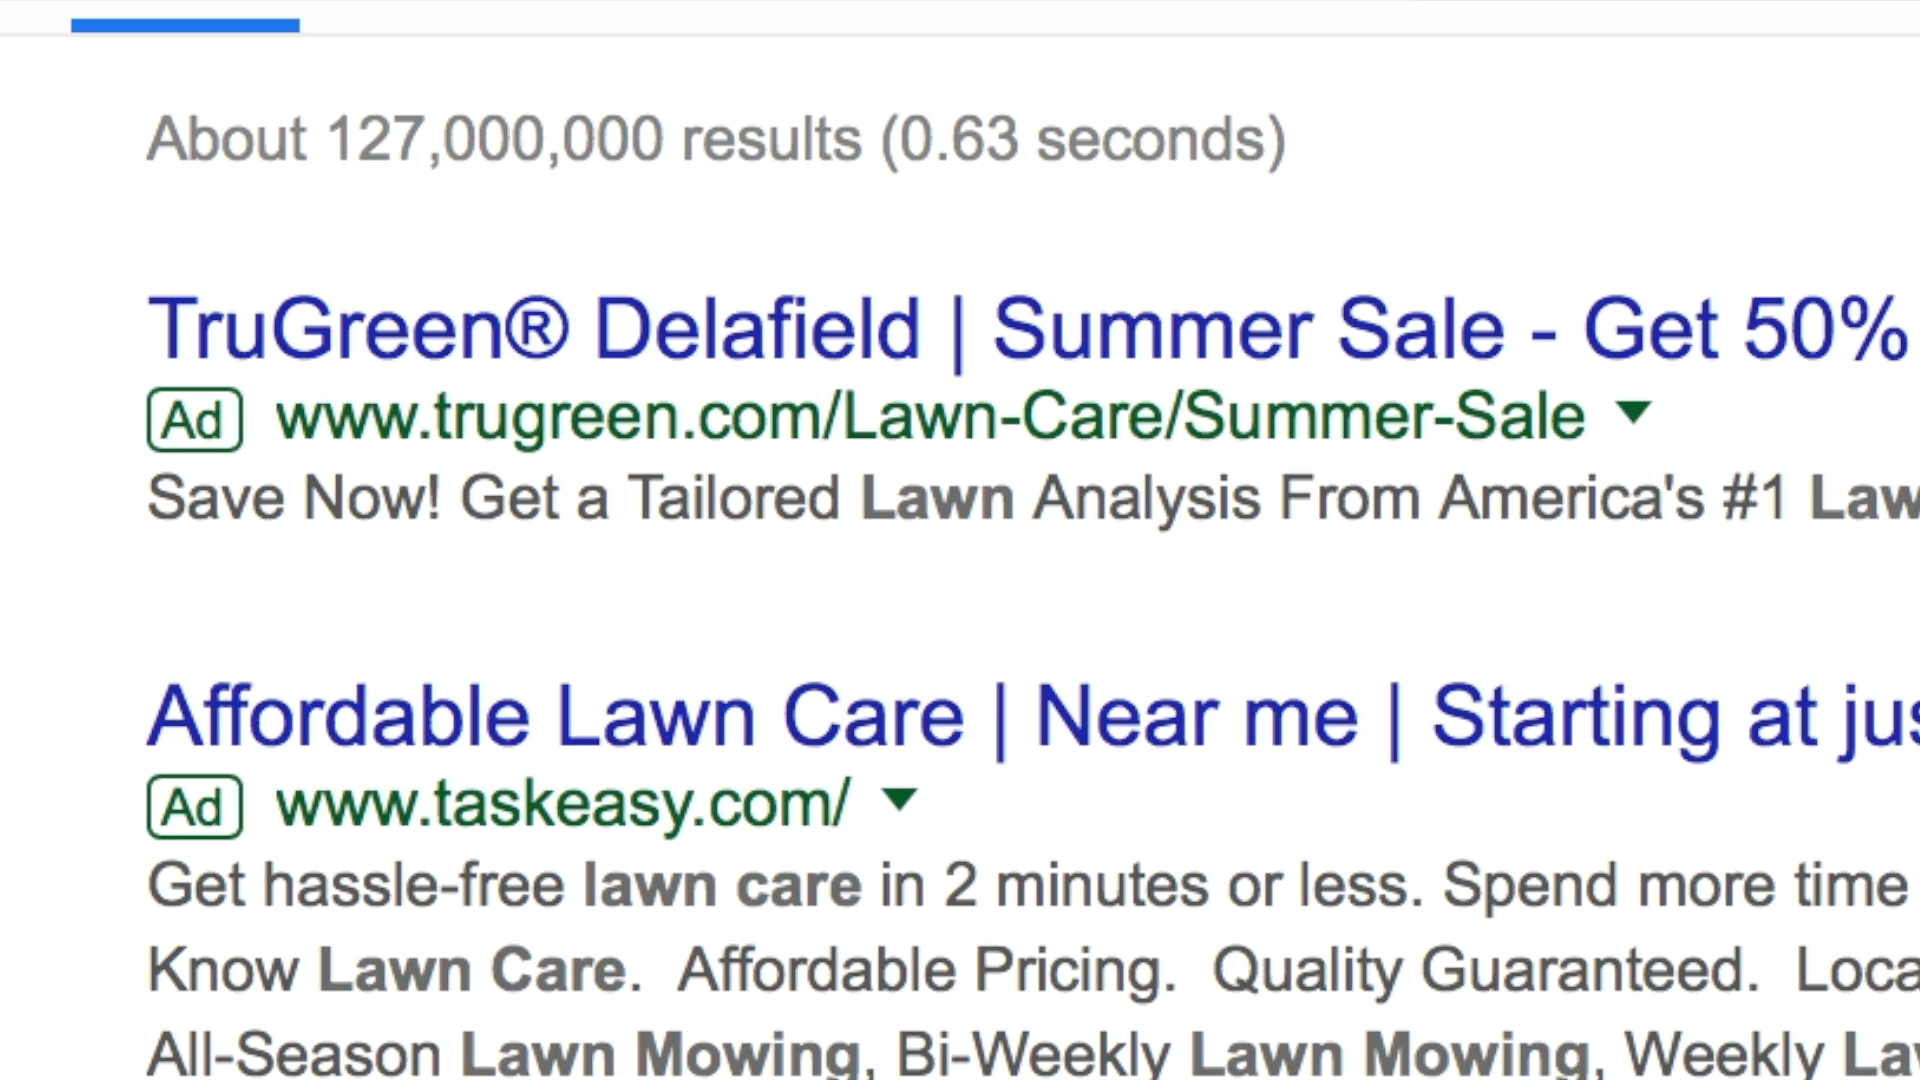 About 127,000,000 results (0.63 seconds)
TruGreen® Delafield | Summer Sale - Get 50%
Ad www.trugreen.com/Lawn-Care/Summer-Sale
Save Now! Get a Tailored Lawn Analysis From America's #1
Affordable Lawn Care | Near me | Starting at
Ad www.taskeasy.com/
Get hassle-free lawn care in 2 minutes or less. Spend more time
Know Lawn Care. Affordable Pricing. Quality Guaranteed.
All-Season Lawn Mowing, Bi-Weekly Lawn Mowing, Weekly